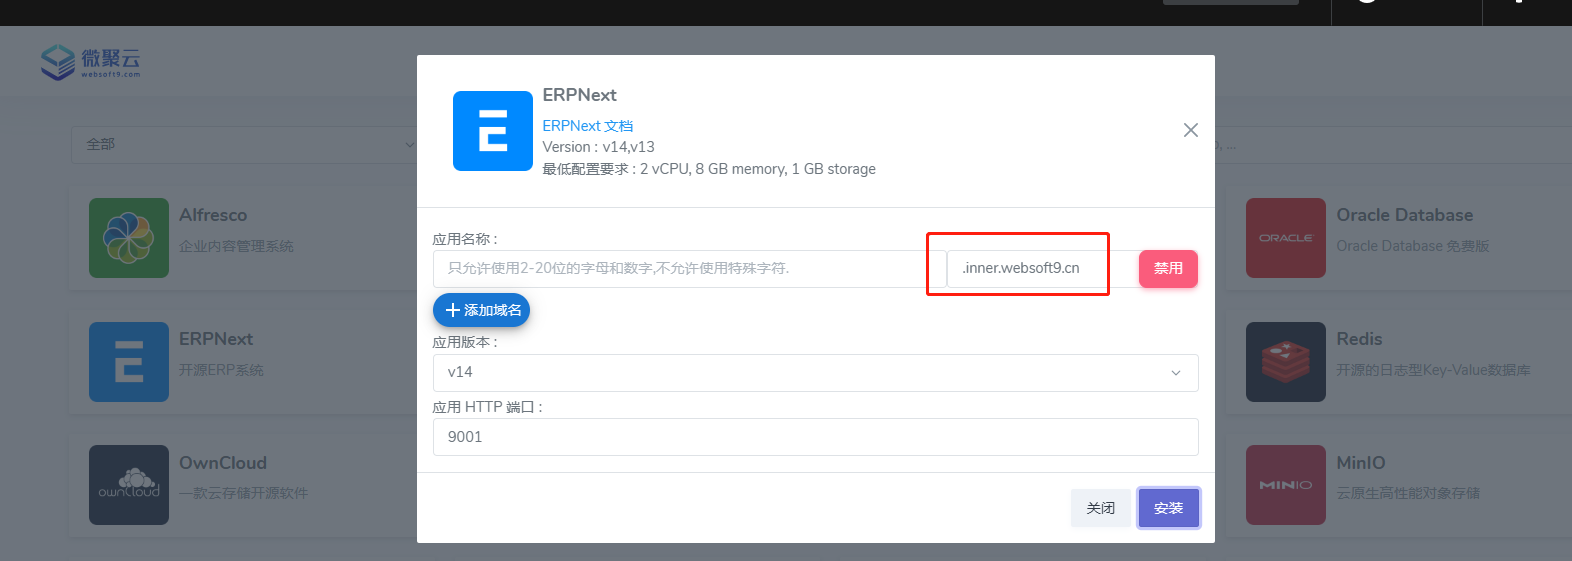 微聚云
websoft9.com
全部
Alfresco
企业内容管理系统
ERPNext
开源ERP系统
OwnCloud
一款云存储开源软件
ownCloud
ERPNext
ERPNext 文档
Version : v14,v13
最低配置要求 : 2 vCPU, 8 GB memory, 1 GB storage
应用名称 :
只允许使用2-20位的字母和数字,不允许使用特殊字符.
.inner.websoft9.cn
禁用
添加域名
应用版本 :
v14
应用 HTTP 端口 :
9001
关闭
安装
ORACLE
Oracle Database
Oracle Database 免费版
Redis
开源的日志型Key-Value数据库
MINIO
MinIO
云原生高性能对象存储